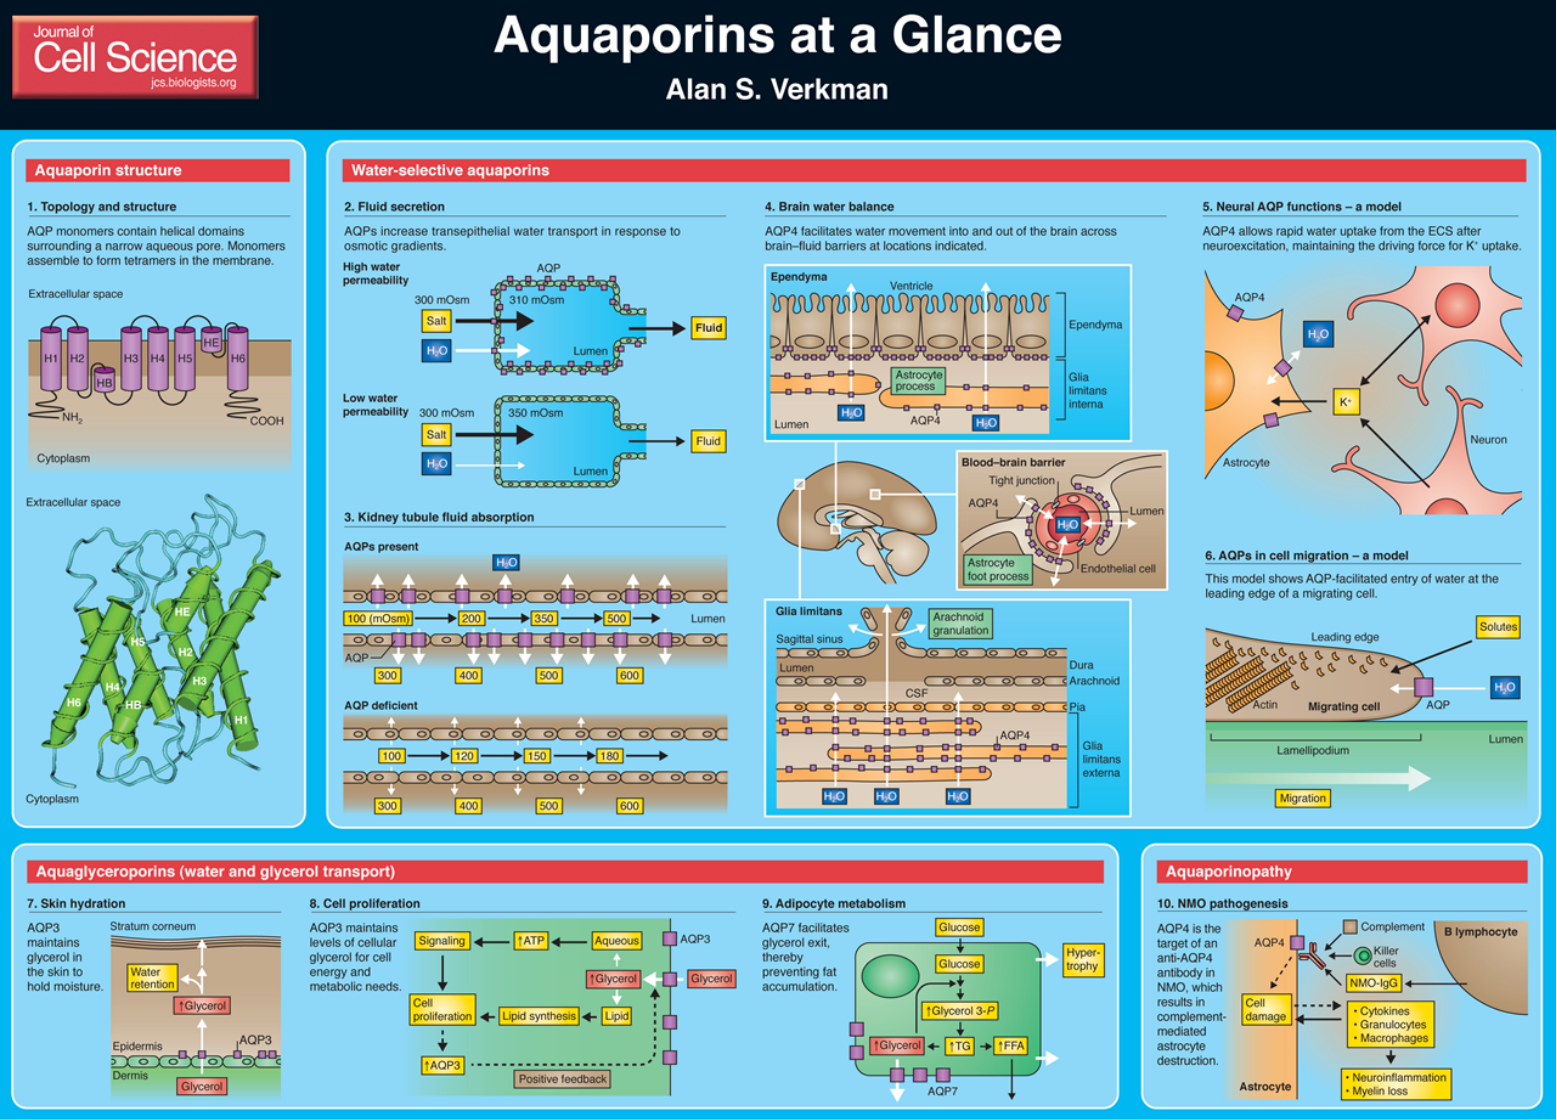 Journal of
Cell Science
jcs.biologists.org
Aquaporins at a Glance
Alan S. Verkman
Aquaporin structure
1. Topology and structure
AQP monomers contain helical domains
surrounding a narrow aqueous pore. Monomers
assemble to form tetramers in the membrane.
Extracellular space
H1
H2
HB
H3
H4
H5
HE
H6
NH₂
COOH
Cytoplasm
Extracellular space
HE
H5
H2
H3
H4
H6
HB
H1
Cytoplasm
Water-selective aquaporins
2. Fluid secretion
AQPs increase transepithelial water transport in response to
osmotic gradients.
High water
permeability
AQP
300 mOsm
310 mOsm
Salt
H₂O
Lumen
Fluid
Low water
permeability
300 mOsm
350 mOsm
Salt
H₂O
Lumen
Fluid
3. Kidney tubule fluid absorption
AQPs present
H₂O
100 (mOsm)
200
350
500
Lumen
AQP
300
400
500
600
AQP deficient
100
120
150
180
300
400
500
600
4. Brain water balance
AQP4 facilitates water movement into and out of the brain across
brain–fluid barriers at locations indicated.
Ependyma
Ventricle
Ependyma
Astrocyte
process
Glia
limitans
interna
H₂O
AQP4
H₂O
Lumen
Blood–brain barrier
Tight junction
AQP4
Lumen
H₂O
Astrocyte
foot process
Endothelial cell
Glia limitans
Arachnoid
granulation
Sagittal sinus
Lumen
Dura
Arachnoid
CSF
Pia
AQP4
Glia
limitans
externa
H₂O
H₂O
H₂O
5. Neural AQP functions – a model
AQP4 allows rapid water uptake from the ECS after
neuroexcitation, maintaining the driving force for K⁺ uptake.
AQP4
H₂O
K⁺
Neuron
Astrocyte
6. AQPs in cell migration – a model
This model shows AQP-facilitated entry of water at the
leading edge of a migrating cell.
Solutes
Leading edge
H₂O
Actin
Migrating cell
AQP
Lumen
Lamellipodium
Migration
Aquaglyceroporins (water and glycerol transport)
7. Skin hydration
AQP3
maintains
glycerol in
the skin to
hold moisture.
Stratum corneum
Water
retention
↑Glycerol
AQP3
Epidermis
Dermis
Glycerol
8. Cell proliferation
AQP3 maintains
levels of cellular
glycerol for cell
energy and
metabolic needs.
Signaling
↑ATP
Aqueous
AQP3
↑Glycerol
Glycerol
Cell
proliferation
Lipid synthesis
Lipid
↑AQP3
Positive feedback
9. Adipocyte metabolism
AQP7 facilitates
glycerol exit,
thereby
preventing fat
accumulation.
Glucose
Glucose
Hyper-
trophy
↑Glycerol 3-P
↑Glycerol
↑TG
↑FFA
AQP7
Aquaporinopathy
10. NMO pathogenesis
AQP4 is the
target of an
anti-AQP4
antibody in
NMO, which
results in
complement-
mediated
astrocyte
destruction.
AQP4
Complement
Killer
cells
NMO-IgG
B lymphocyte
Cell
damage
• Cytokines
• Granulocytes
• Macrophages
• Neuroinflammation
• Myelin loss
Astrocyte